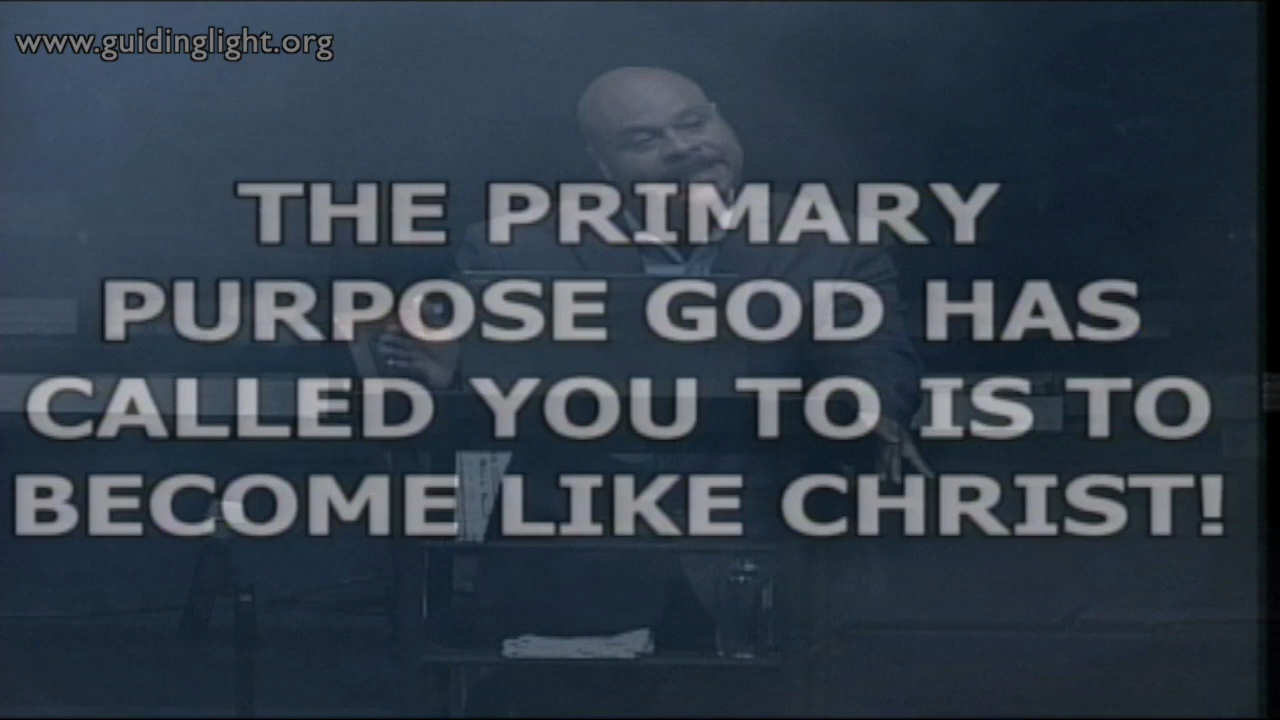 www.guidinglight.org
THE PRIMARY
PURPOSE GOD HAS
CALLED YOU TO IS TO
BECOME LIKE CHRIST!